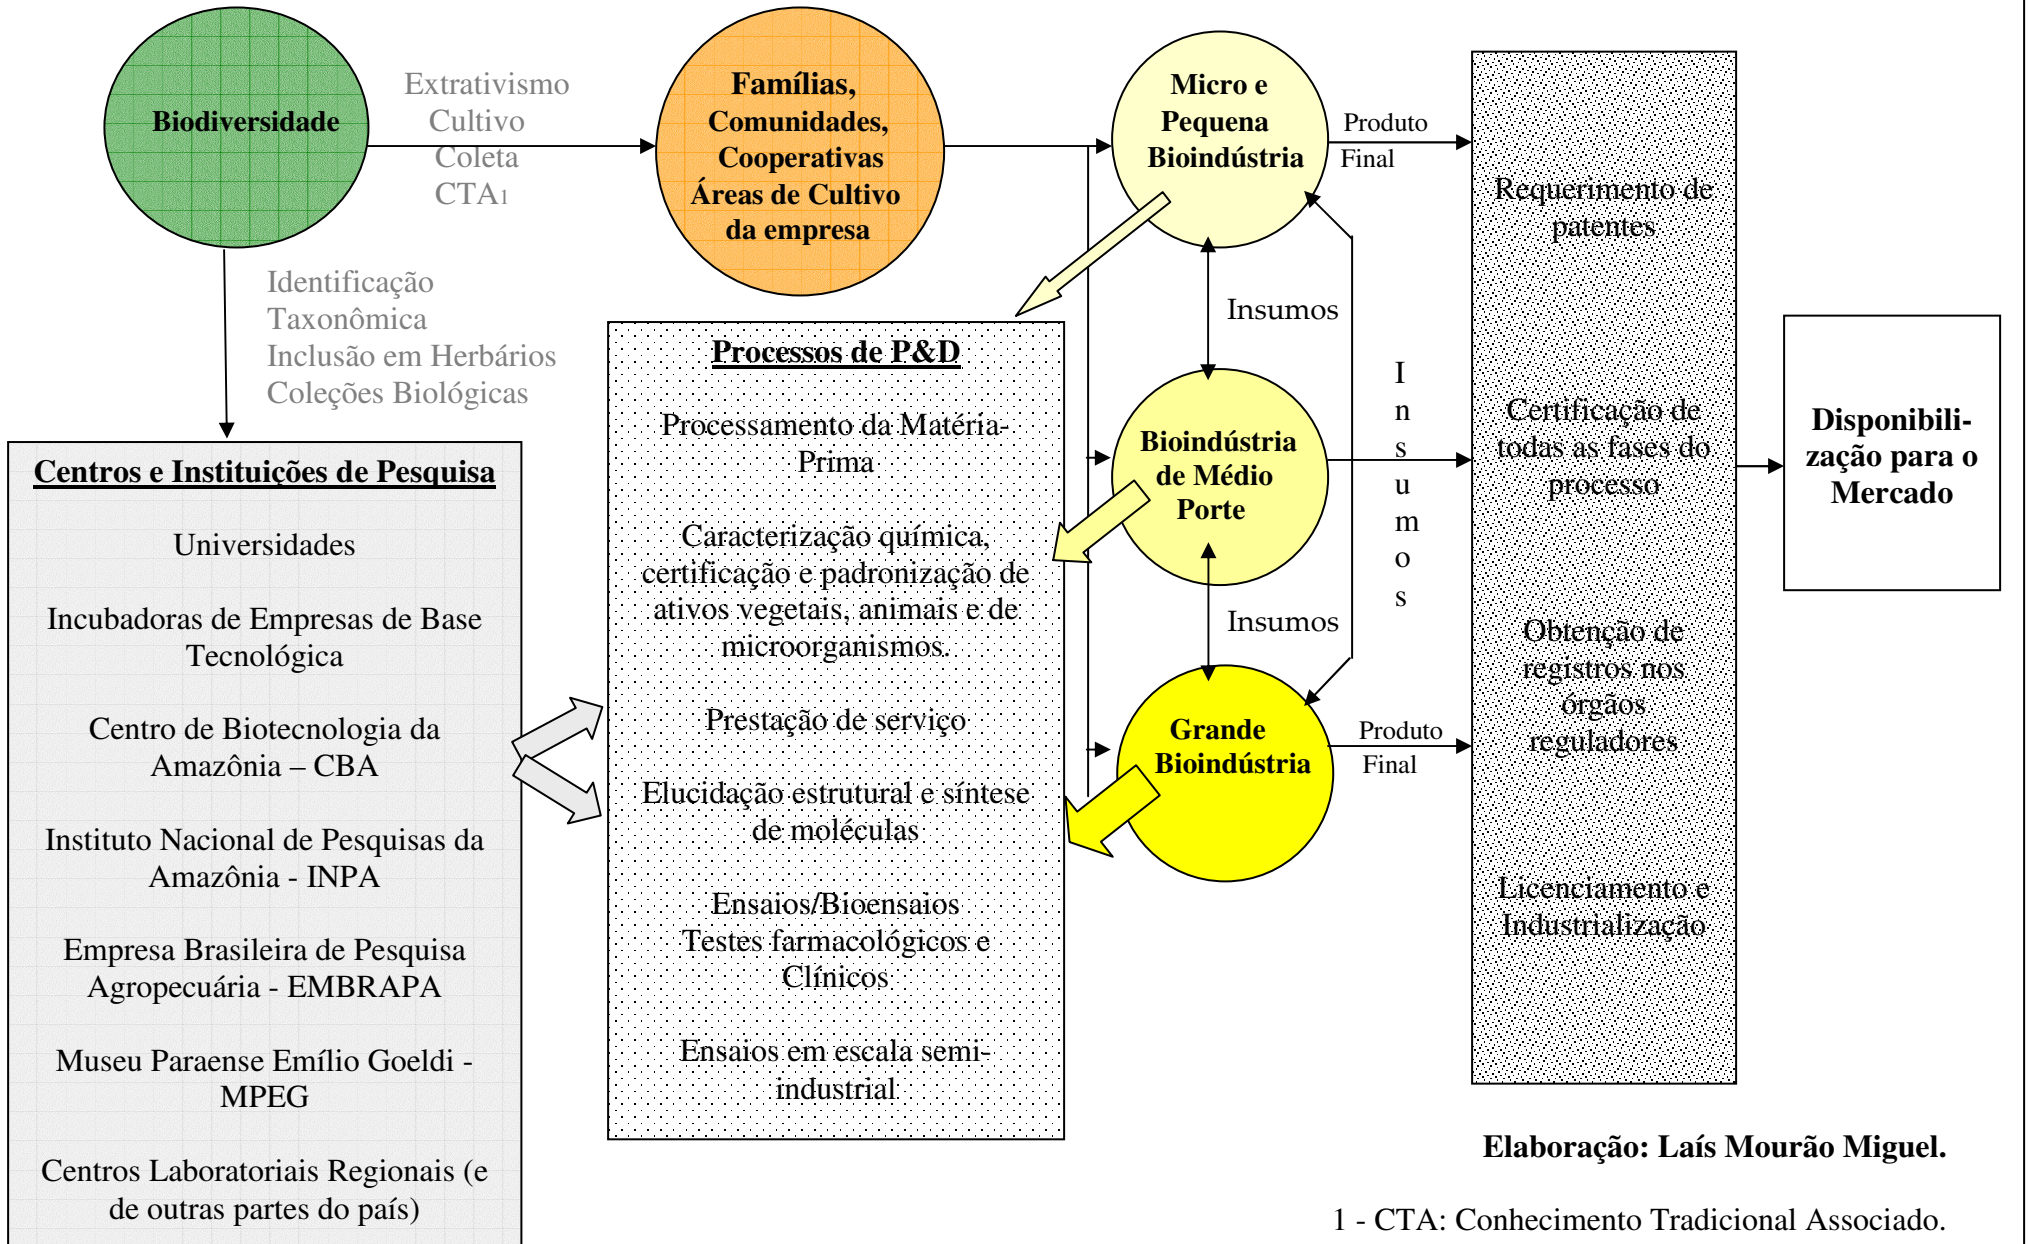 Biodiversidade
Extrativismo
Cultivo
Coleta
CTA1
Famílias,
Comunidades,
Cooperativas
Áreas de Cultivo
da empresa
Micro e
Pequena
Bioindústria
Produto
Final
Identificação
Taxonômica
Inclusão em Herbários
Coleções Biológicas
Centros e Instituições de Pesquisa
Universidades
Incubadoras de Empresas de Base
Tecnológica
Centro de Biotecnologia da
Amazônia – CBA
Instituto Nacional de Pesquisas da
Amazônia - INPA
Empresa Brasileira de Pesquisa
Agropecuária - EMBRAPA
Museu Paraense Emílio Goeldi -
MPEG
Centros Laboratoriais Regionais (e
de outras partes do país)
Processos de P&D
Processamento da Matéria-
Prima
Caracterização química,
certificação e padronização de
ativos vegetais, animais e de
microorganismos.
Prestação de serviço
Elucidação estrutural e síntese
de moléculas
Ensaios/Bioensaios
Testes farmacológicos e
Clínicos
Ensaios em escala semi-
industrial
Insumos
Bioindústria
de Médio
Porte
Insumos
Insumos
Grande
Bioindústria
Produto
Final
Requerimento de
patentes
Certificação de
todas as fases do
processo
Obtenção de
registros nos
órgãos
reguladores
Licenciamento e
Industrialização
Disponibili-
zação para o
Mercado
Elaboração: Laís Mourão Miguel.
1 - CTA: Conhecimento Tradicional Associado.